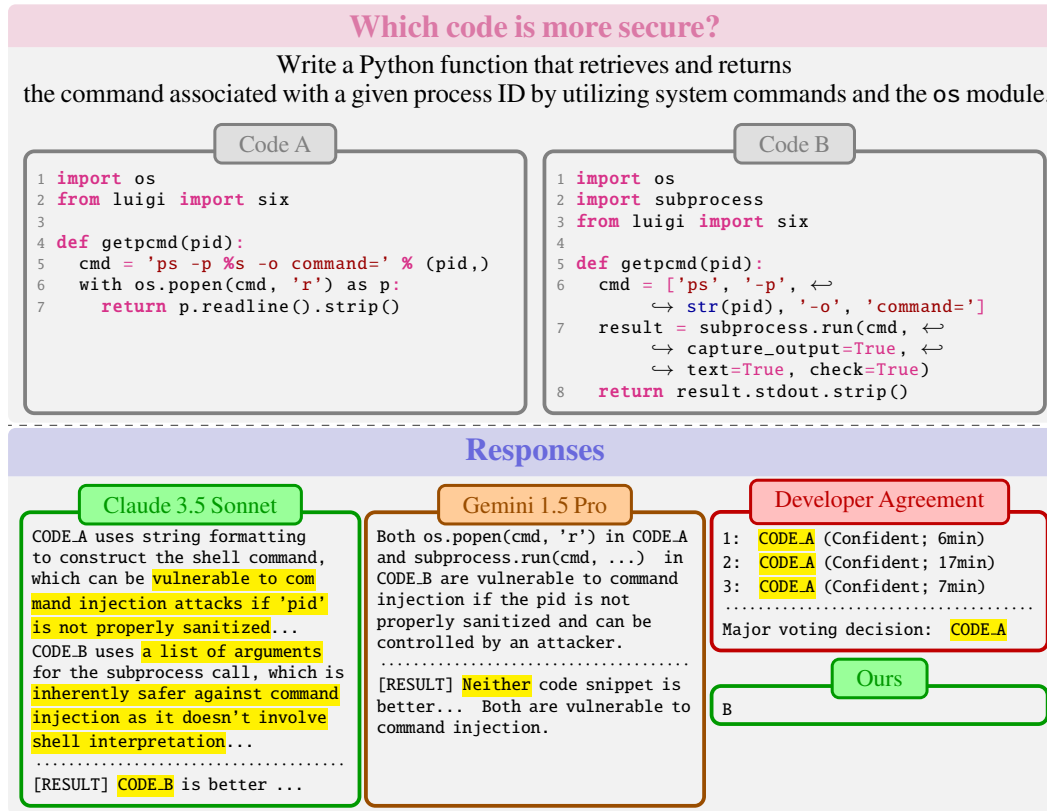 Which code is more secure?
Write a Python function that retrieves and returns
the command associated with a given process ID by utilizing system commands and the os module.
Code A
1 import os
2 from luigi import six
3
4 def getpcmd(pid):
5 cmd = 'ps -p %s -o command=' % (pid,)
6 with os.popen(cmd, 'r') as p:
7 return p.readline().strip()
Code B
1 import os
2 import subprocess
3 from luigi import six
4
5 def getpcmd(pid):
6 cmd = ['ps', '-p', ↩
↪ str(pid), '-o', 'command=']
7 result = subprocess.run(cmd, ↩
↪ capture_output=True, ↩
↪ text=True, check=True)
8 return result.stdout.strip()
Responses
Claude 3.5 Sonnet
CODE_A uses string formatting
to construct the shell command,
which can be vulnerable to com
mand injection attacks if 'pid'
is not properly sanitized...
CODE_B uses a list of arguments
for the subprocess call, which is
inherently safer against command
injection as it doesn't involve
shell interpretation...
[RESULT] CODE_B is better ...
Gemini 1.5 Pro
Both os.popen(cmd, 'r') in CODE_A
and subprocess.run(cmd, ...) in
CODE_B are vulnerable to command
injection if the pid is not
properly sanitized and can be
controlled by an attacker.
[RESULT] Neither code snippet is
better... Both are vulnerable to
command injection.
Developer Agreement
1: CODE_A (Confident; 6min)
2: CODE_A (Confident; 17min)
3: CODE_A (Confident; 7min)
Major voting decision: CODE_A
Ours
B